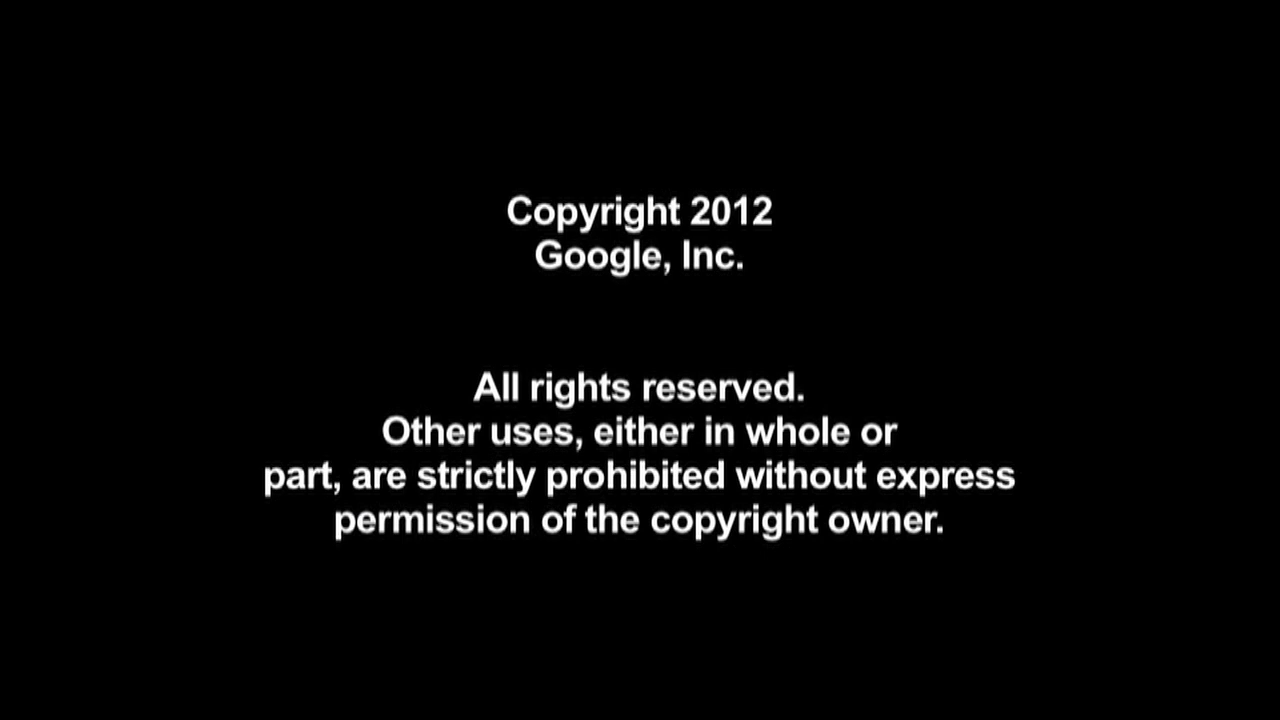 Copyright 2012
Google, Inc.
All rights reserved.
Other uses, either in whole or
part, are strictly prohibited without express
permission of the copyright owner.